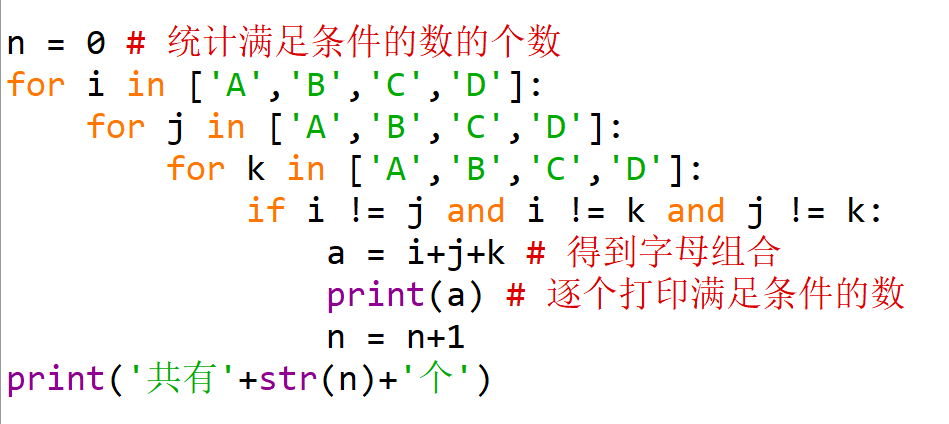 n = 0 # 统计满足条件的数的个数
for i in ['A','B','C','D']:
    for j in ['A','B','C','D']:
        for k in ['A','B','C','D']:
            if i != j and i != k and j != k:
                a = i+j+k # 得到字母组合
                print(a) # 逐个打印满足条件的数
                n = n+1
print('共有'+str(n)+'个')